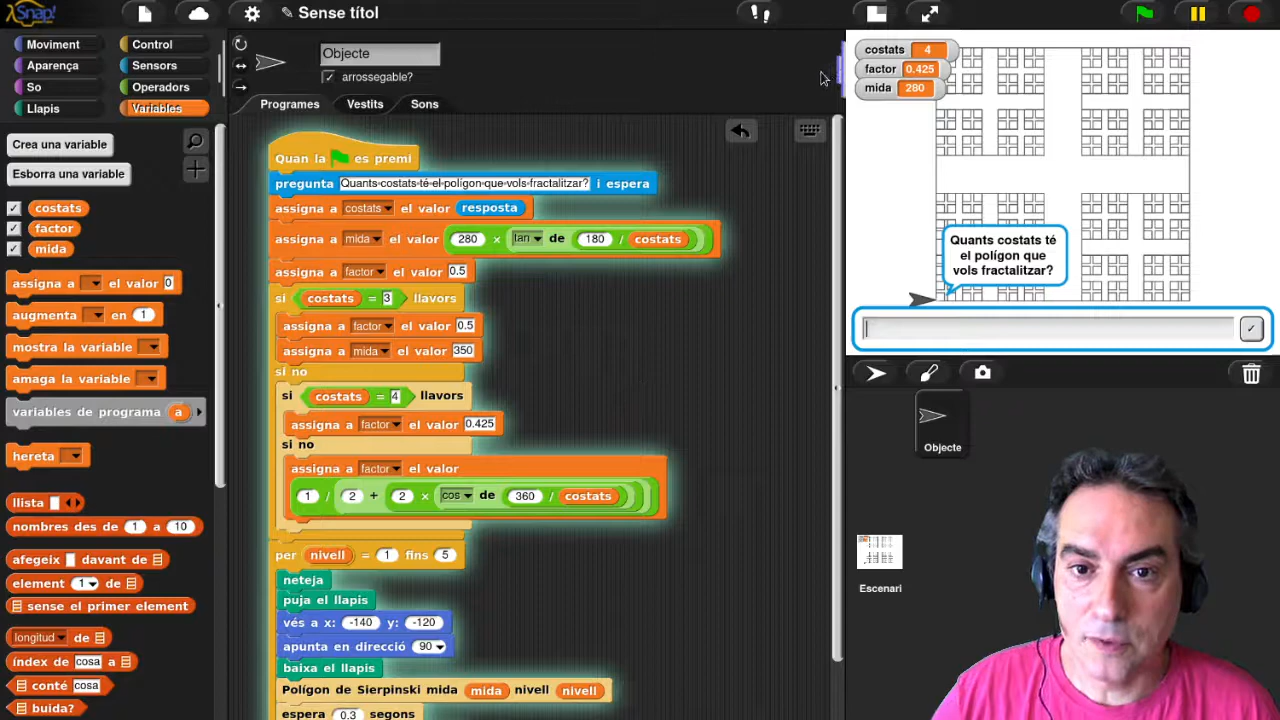 Snap!
Sense títol
Moviment
Control
Aparença
Sensors
So
Operadors
Llapis
Variables
Crea una variable
Esborra una variable
costats
factor
mida
assigna a el valor 0
augmenta en 1
mostra la variable
amaga la variable
variables de programa a
hereta
llista
nombres des de 1 a 10
afegeix davant de
element 1 de
sense el primer element
longitud de
índex de cosa a
conté cosa
buida?
Objecte
arrossegable?
Programes
Vestits
Sons
Quan la es premi
pregunta Quants costats té el polígon que vols fractalitzar? i espera
assigna a costats el valor resposta
assigna a mida el valor 280 × tan de 180 / costats
assigna a factor el valor 0.5
si costats = 3 llavors
assigna a factor el valor 0.5
assigna a mida el valor 350
si no
si costats = 4 llavors
assigna a factor el valor 0.425
si no
assigna a factor el valor
1 / 2 + 2 × cos de 360 / costats
per nivell = 1 fins 5
neteja
puja el llapis
vés a x: -140 y: -120
apunta en direcció 90
baixa el llapis
Polígon de Sierpinski mida mida nivell nivell
espera 0.3 segons
costats 4
factor 0.425
mida 280
Quants costats té
el polígon que
vols fractalitzar?
Objecte
Escenari